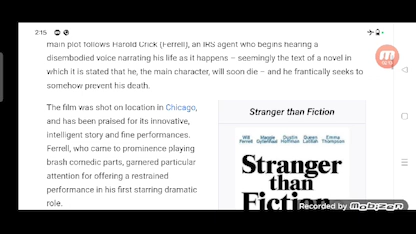 2:15
main plot follows Harold Crick (Ferrell), an IRS agent who begins hearing a
disembodied voice narrating his life as it happens – seemingly the text of a novel in
which it is stated that he, the main character, will soon die – and he frantically seeks to
somehow prevent his death.
The film was shot on location in Chicago,
and has been praised for its innovative,
intelligent story and fine performances.
Ferrell, who came to prominence playing
brash comedic parts, garnered particular
attention for offering a restrained
performance in his first starring dramatic
role.
Stranger than Fiction
Will Ferrell Maggie Gyllenhaal Dustin Hoffman Queen Latifah Emma Thompson
Stranger
than
Fiction
Recorded by Mobizen